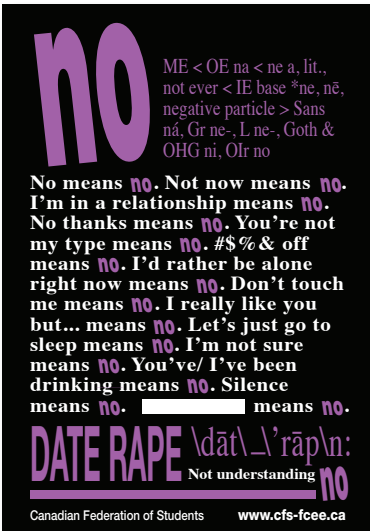 no
ME < OE na < ne a, lit.,
not ever < IE base *ne, nē,
negative particle > Sans
ná, Gr ne-, L ne-, Goth &
OHG ni, OIr no
No means no. Not now means no.
I'm in a relationship means no.
No thanks means no. You're not
my type means no. #$%& off
means no. I'd rather be alone
right now means no. Don't touch
me means no. I really like you
but... means no. Let's just go to
sleep means no. I'm not sure
means no. You've/ I've been
drinking means no. Silence
means no. means no.
DATE RAPE \dāt\_\'rāp\n:
Not understanding no
Canadian Federation of Students www.cfs-fcee.ca